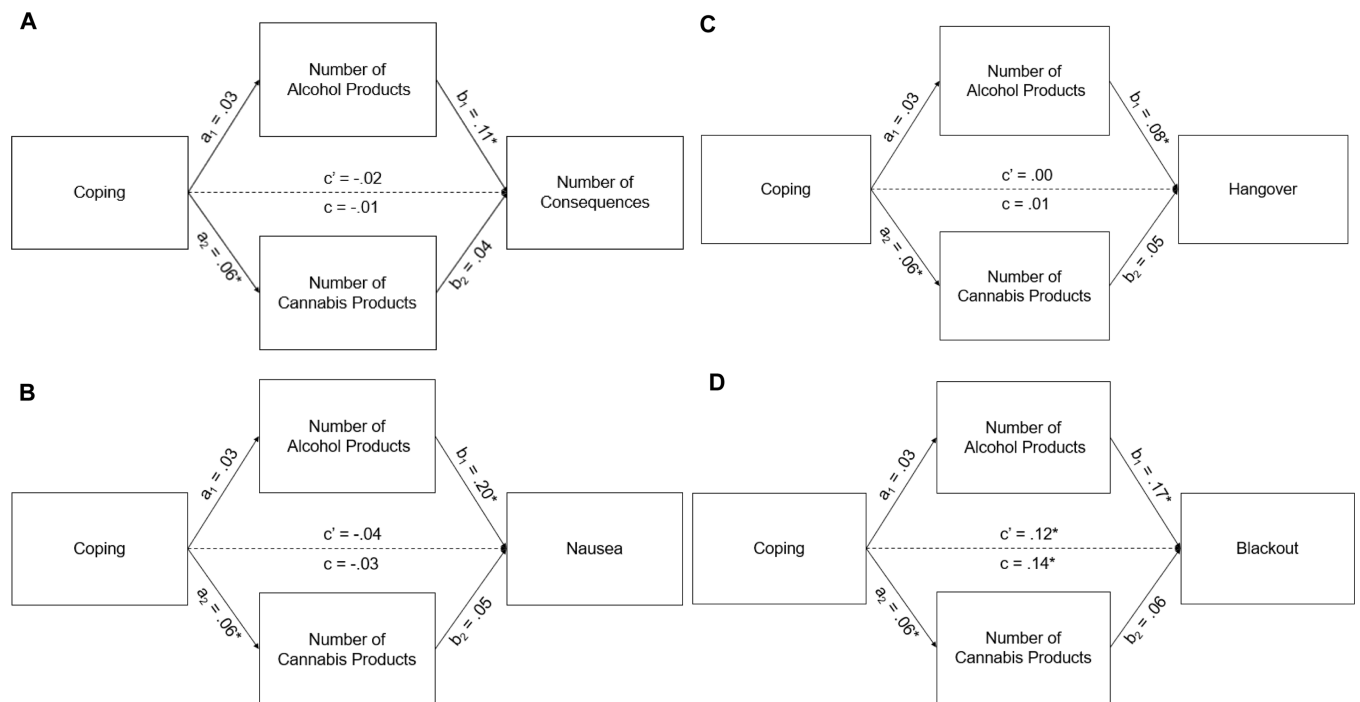 A
Number of
Alcohol Products
a1 = .03
b1 = .11*
Coping
c’ = -.02
c = -.01
Number of
Consequences
a2 = .06*
b2 = .04
Number of
Cannabis Products
B
Number of
Alcohol Products
a1 = .03
b1 = .20*
Coping
c’ = -.04
c = -.03
Nausea
a2 = .06*
b2 = .05
Number of
Cannabis Products
C
Number of
Alcohol Products
a1 = .03
b1 = .08*
Coping
c’ = .00
c = .01
Hangover
a2 = .06*
b2 = .05
Number of
Cannabis Products
D
Number of
Alcohol Products
a1 = .03
b1 = .17*
Coping
c’ = .12*
c = .14*
Blackout
a2 = .06*
b2 = .06
Number of
Cannabis Products